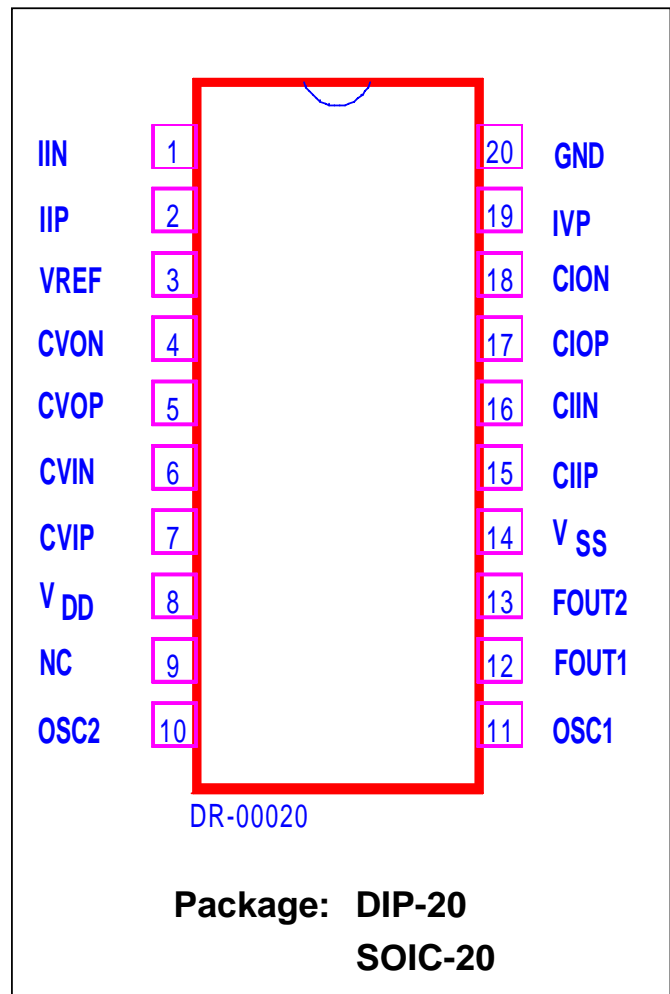 IIN 1 20 GND
IIP 2 19 IVP
VREF 3 18 CION
CVON 4 17 CIOP
CVOP 5 16 CIIN
CVIN 6 15 CIIP
CVIP 7 14 V SS
V DD 8 13 FOUT2
NC 9 12 FOUT1
OSC2 10 11 OSC1
DR-00020
Package: DIP-20
SOIC-20